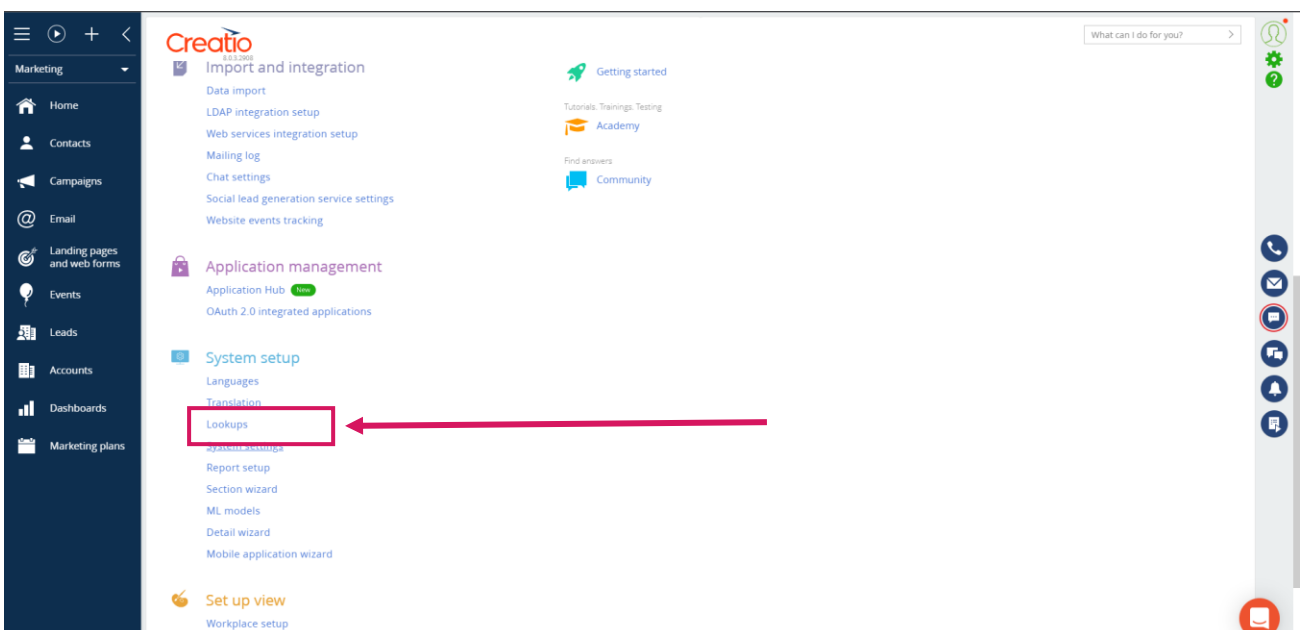 Marketing
Home
Contacts
Campaigns
Email
Landing pages
and web forms
Events
Leads
Accounts
Dashboards
Marketing plans
Creatio
8.0.3.2908
What can I do for you?
Import and integration
Data import
LDAP integration setup
Web services integration setup
Mailing log
Chat settings
Social lead generation service settings
Website events tracking
Application management
Application Hub New
OAuth 2.0 integrated applications
System setup
Languages
Translation
Lookups
System settings
Report setup
Section wizard
ML models
Detail wizard
Mobile application wizard
Set up view
Workplace setup
Getting started
Tutorials. Trainings. Testing
Academy
Find answers
Community